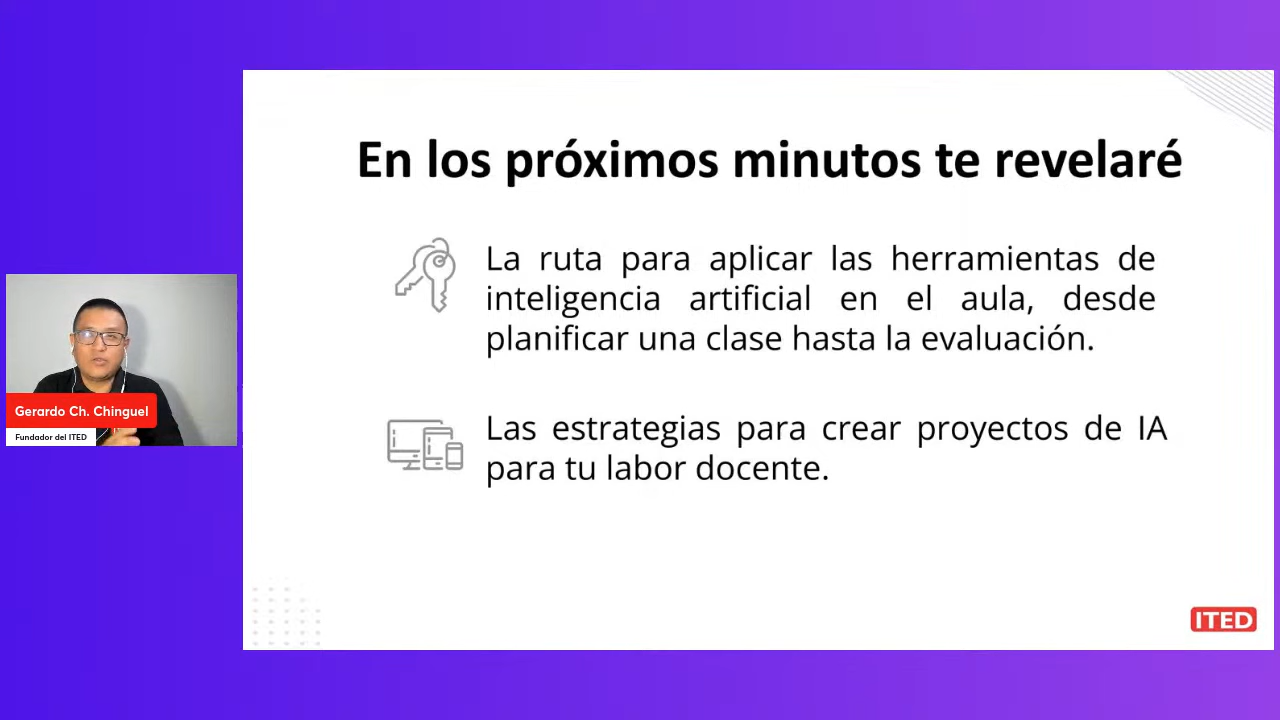 En los próximos minutos te revelaré
La ruta para aplicar las herramientas de
inteligencia artificial en el aula, desde
planificar una clase hasta la evaluación.
Las estrategias para crear proyectos de IA
para tu labor docente.
Gerardo Ch. Chinguel
Fundador del ITED
ITED